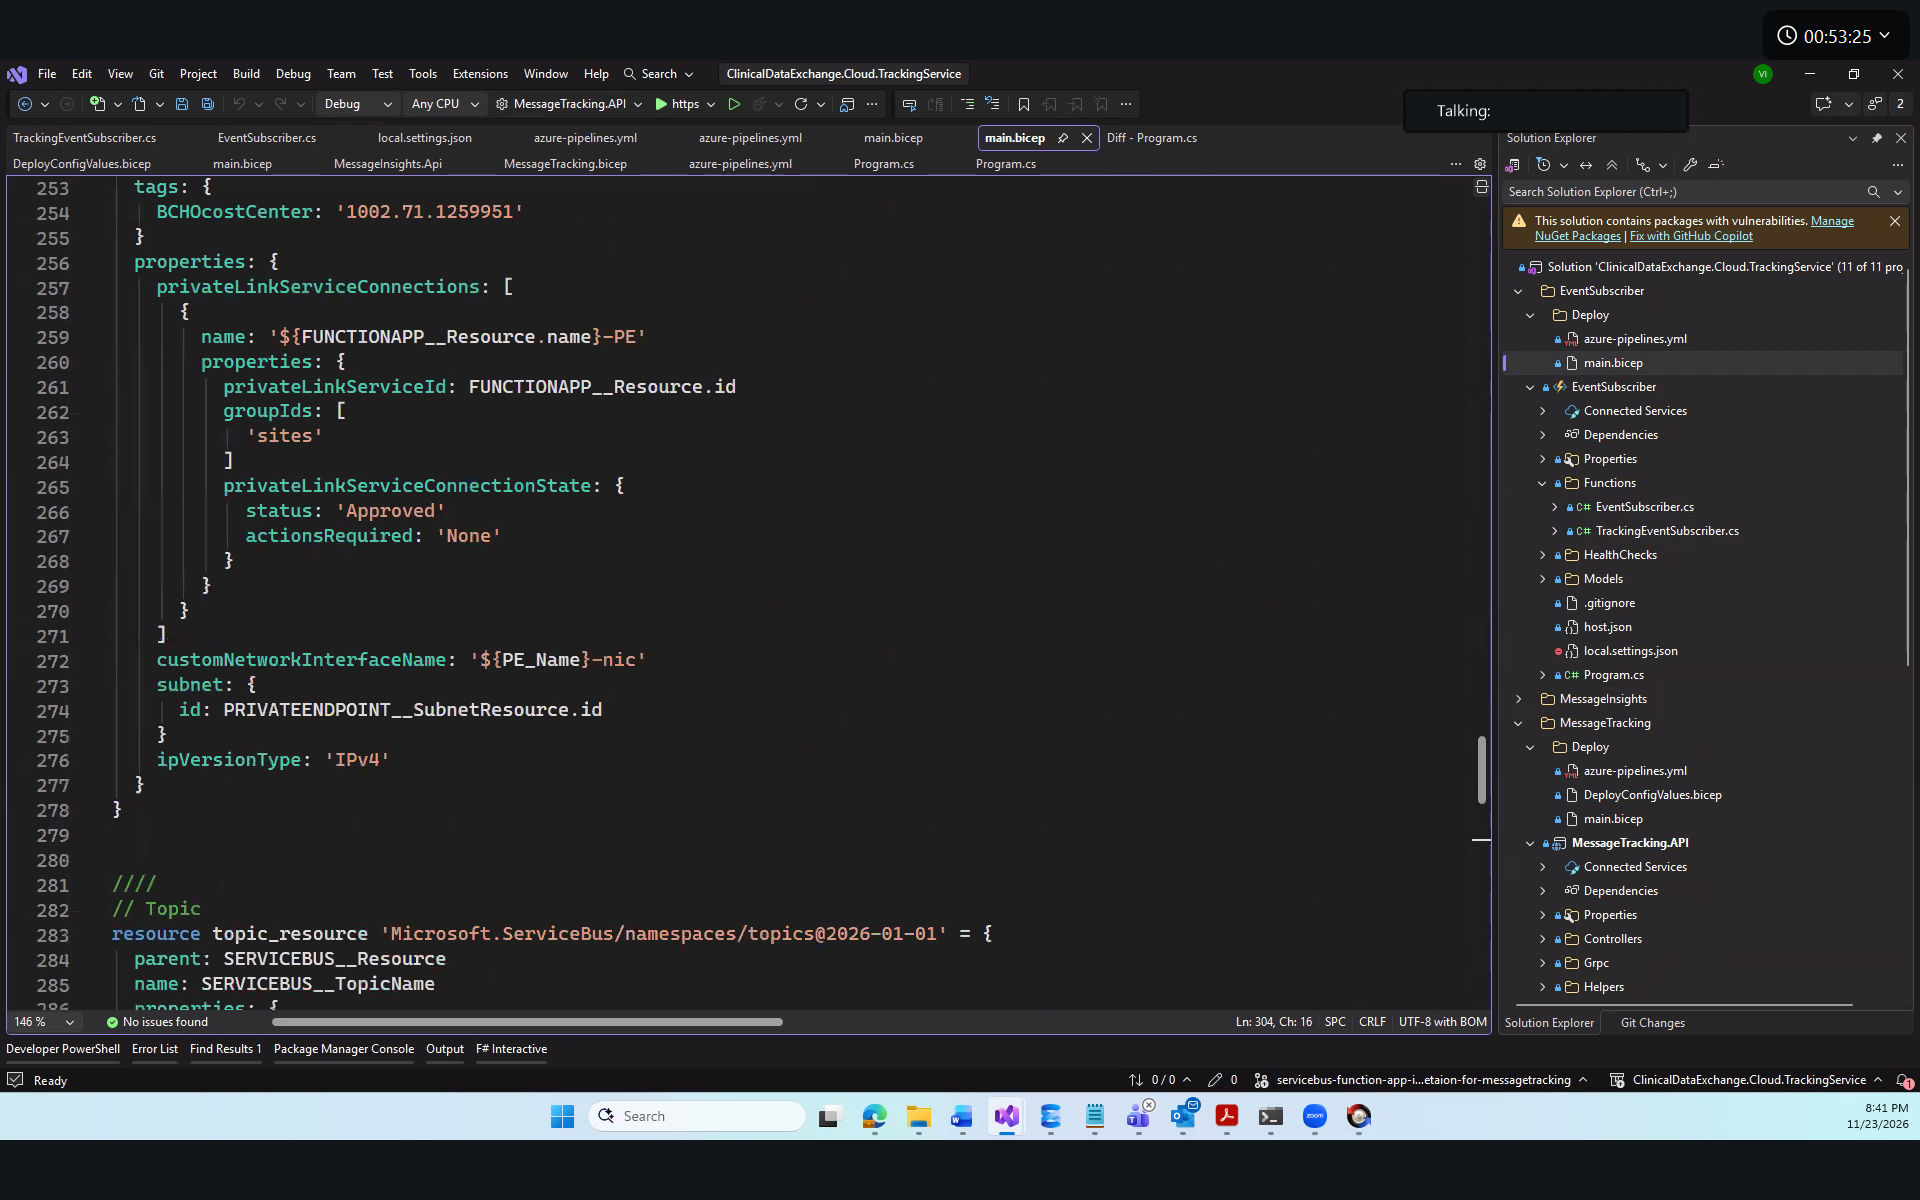 00:53:25
File Edit View Git Project Build Debug Team Test Tools Extensions Window Help Search ClinicalDataExchange.Cloud.TrackingService VI
Debug Any CPU MessageTracking.API https 2
Talking:
TrackingEventSubscriber.cs EventSubscriber.cs local.settings.json azure-pipelines.yml azure-pipelines.yml main.bicep main.bicep Diff - Program.cs
DeployConfigValues.bicep main.bicep MessageInsights.Api MessageTracking.bicep azure-pipelines.yml Program.cs Program.cs
253 tags: {
254 BCHOcostCenter: '1002.71.1259951'
255 }
256 properties: {
257 privateLinkServiceConnections: [
258 {
259 name: '${FUNCTIONAPP__Resource.name}-PE'
260 properties: {
261 privateLinkServiceId: FUNCTIONAPP__Resource.id
262 groupIds: [
263 'sites'
264 ]
265 privateLinkServiceConnectionState: {
266 status: 'Approved'
267 actionsRequired: 'None'
268 }
269 }
270 }
271 ]
272 customNetworkInterfaceName: '${PE_Name}-nic'
273 subnet: {
274 id: PRIVATEENDPOINT__SubnetResource.id
275 }
276 ipVersionType: 'IPv4'
277 }
278 }
279
280
281 ////
282 // Topic
283 resource topic_resource 'Microsoft.ServiceBus/namespaces/topics@2026-01-01' = {
284 parent: SERVICEBUS__Resource
285 name: SERVICEBUS__TopicName
286 properties: {
146 % No issues found Ln: 304, Ch: 16 SPC CRLF UTF-8 with BOM
Solution Explorer
Search Solution Explorer (Ctrl+;)
This solution contains packages with vulnerabilities. Manage
NuGet Packages | Fix with GitHub Copilot
Solution 'ClinicalDataExchange.Cloud.TrackingService' (11 of 11 pro
EventSubscriber
Deploy
azure-pipelines.yml
main.bicep
EventSubscriber
Connected Services
Dependencies
Properties
Functions
C# EventSubscriber.cs
C# TrackingEventSubscriber.cs
HealthChecks
Models
.gitignore
host.json
local.settings.json
C# Program.cs
MessageInsights
MessageTracking
Deploy
azure-pipelines.yml
DeployConfigValues.bicep
main.bicep
MessageTracking.API
Connected Services
Dependencies
Properties
Controllers
Grpc
Helpers
Solution Explorer Git Changes
Developer PowerShell Error List Find Results 1 Package Manager Console Output F# Interactive
Ready 0 / 0 0 servicebus-function-app-i...etaion-for-messagetracking ClinicalDataExchange.Cloud.TrackingService 1
Search zoom
8:41 PM
11/23/2026